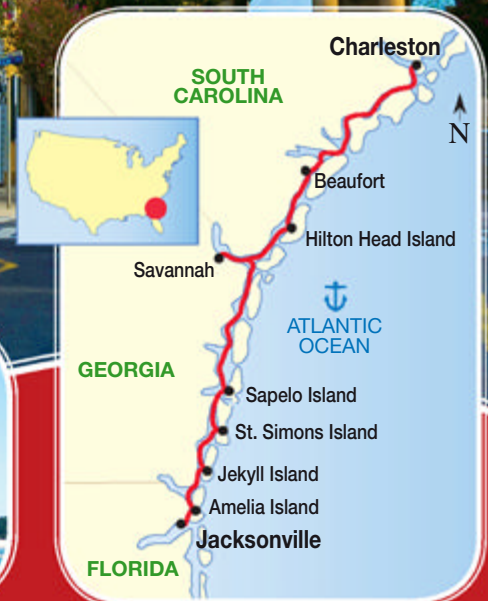 Charleston
SOUTH
CAROLINA
N
Beaufort
Hilton Head Island
Savannah
ATLANTIC
OCEAN
GEORGIA
Sapelo Island
St. Simons Island
Jekyll Island
Amelia Island
Jacksonville
FLORIDA